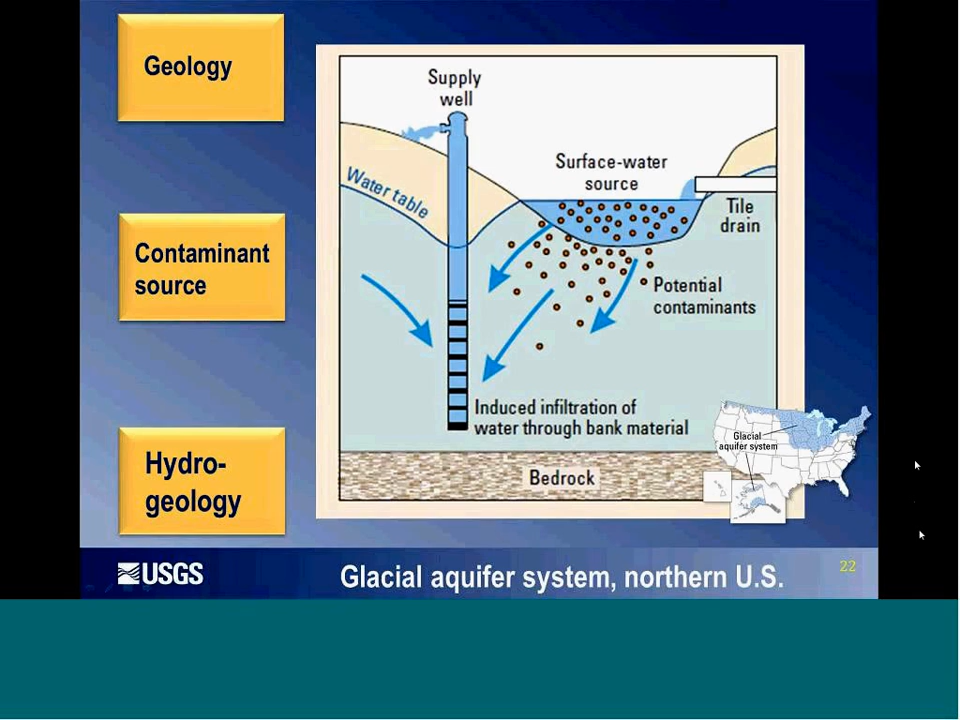 Geology
Contaminant
source
Hydro-
geology
Supply
well
Water table
Surface-water
source
Tile
drain
Potential
contaminants
Induced infiltration of
water through bank material
Bedrock
Glacial
aquifer system
USGS
Glacial aquifer system, northern U.S.
22